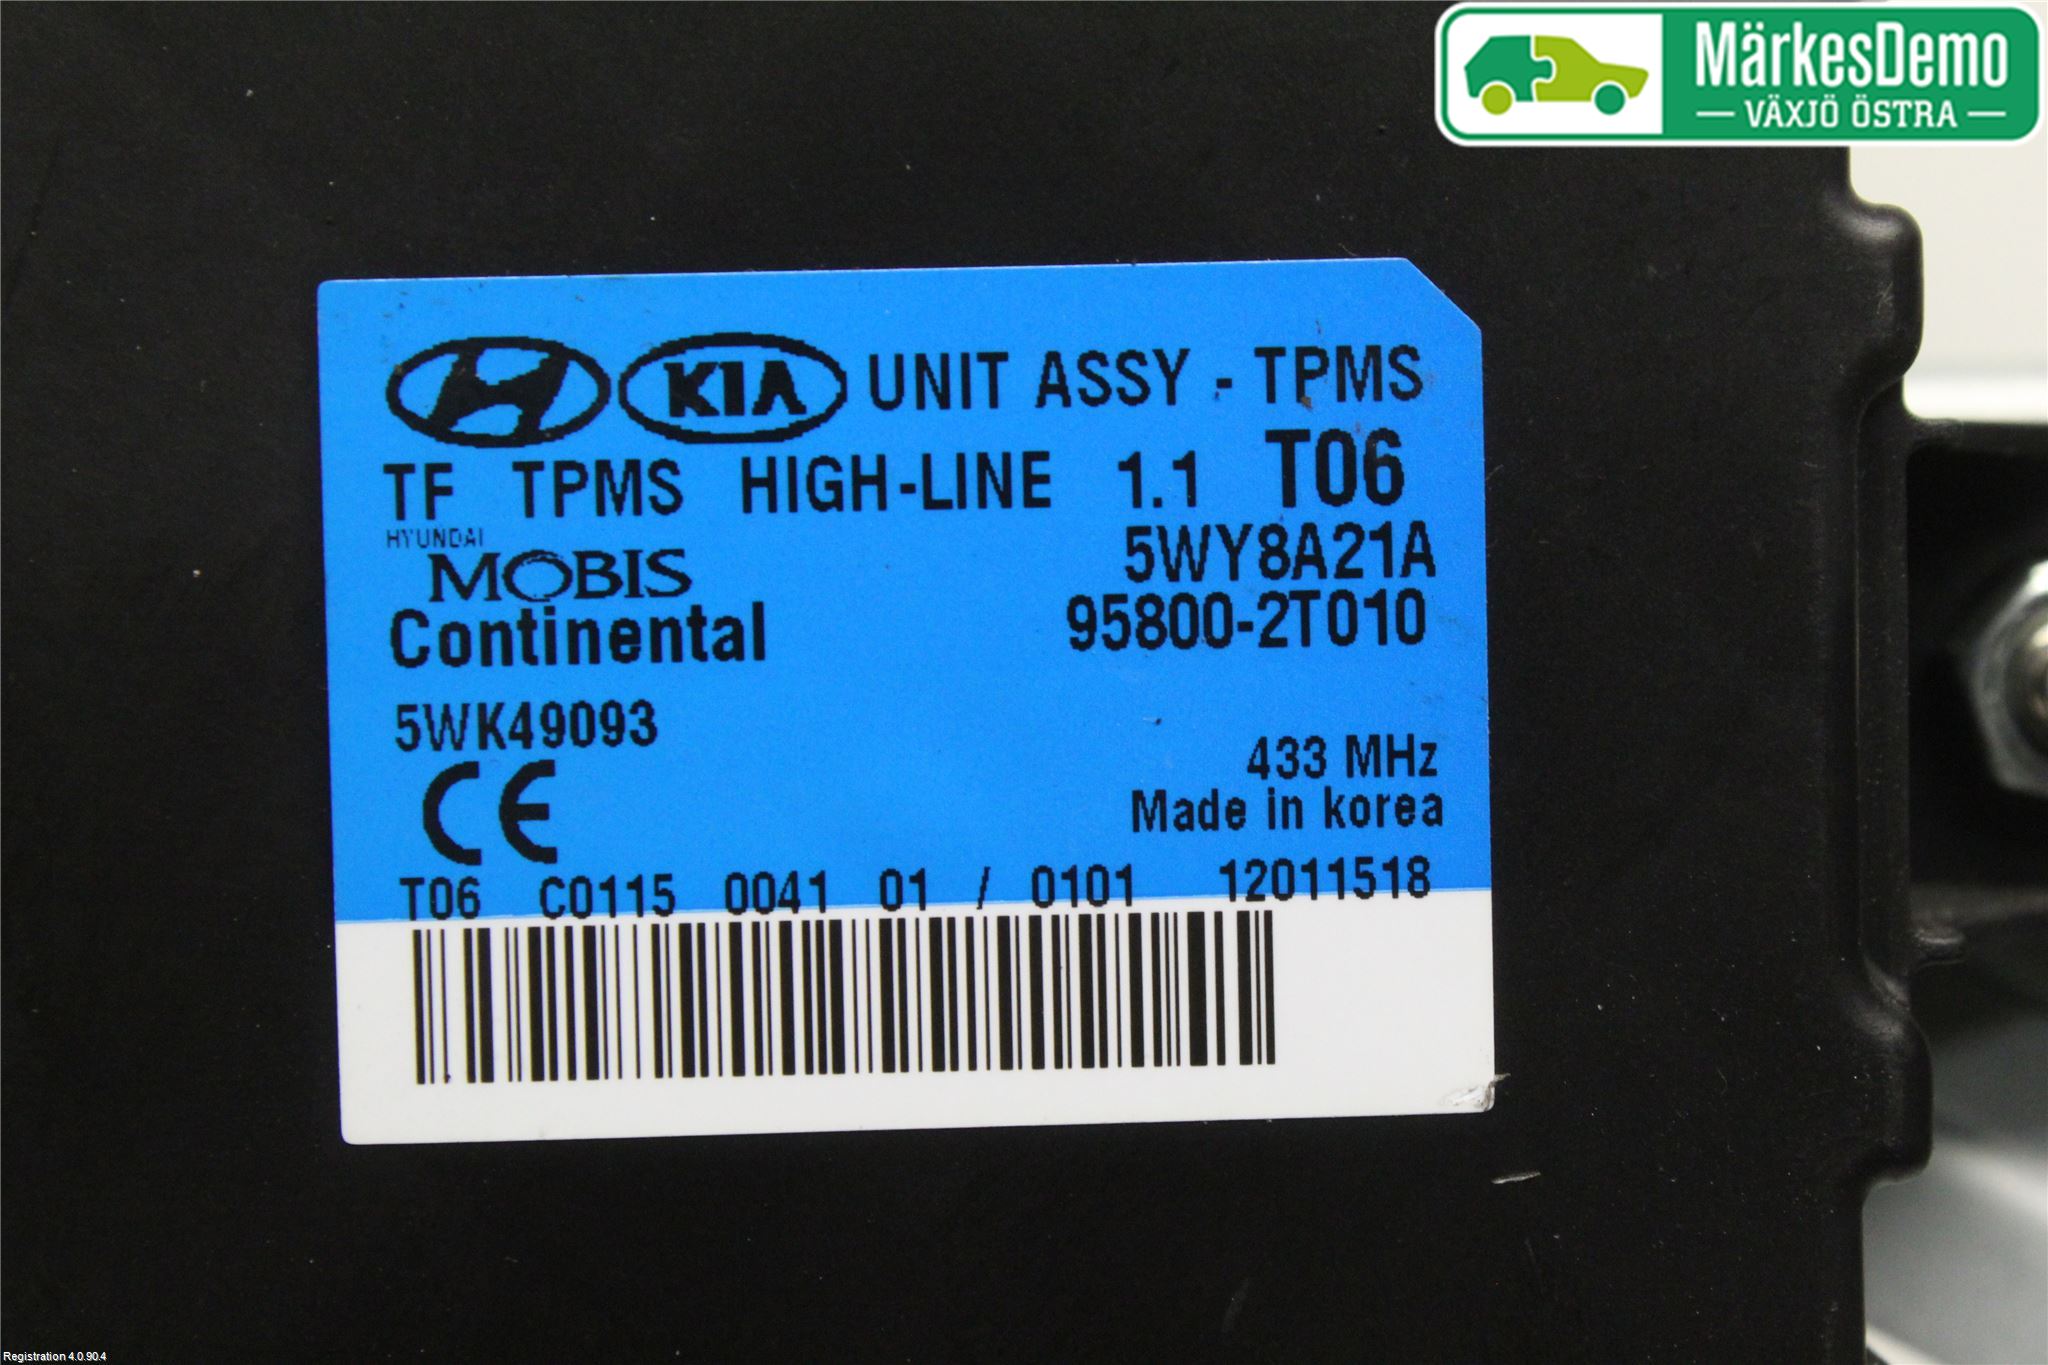 MärkesDemo
VÄXJÖ ÖSTRA
KIA UNIT ASSY - TPMS
TF TPMS HIGH-LINE 1.1 T06
HYUNDAI
MOBIS
5WY8A21A
Continental
95800-2T010
5WK49093
433 MHz
CE
Made in korea
T06 C0115 0041 01 / 0101 12011518
Registration 4.0.90.4